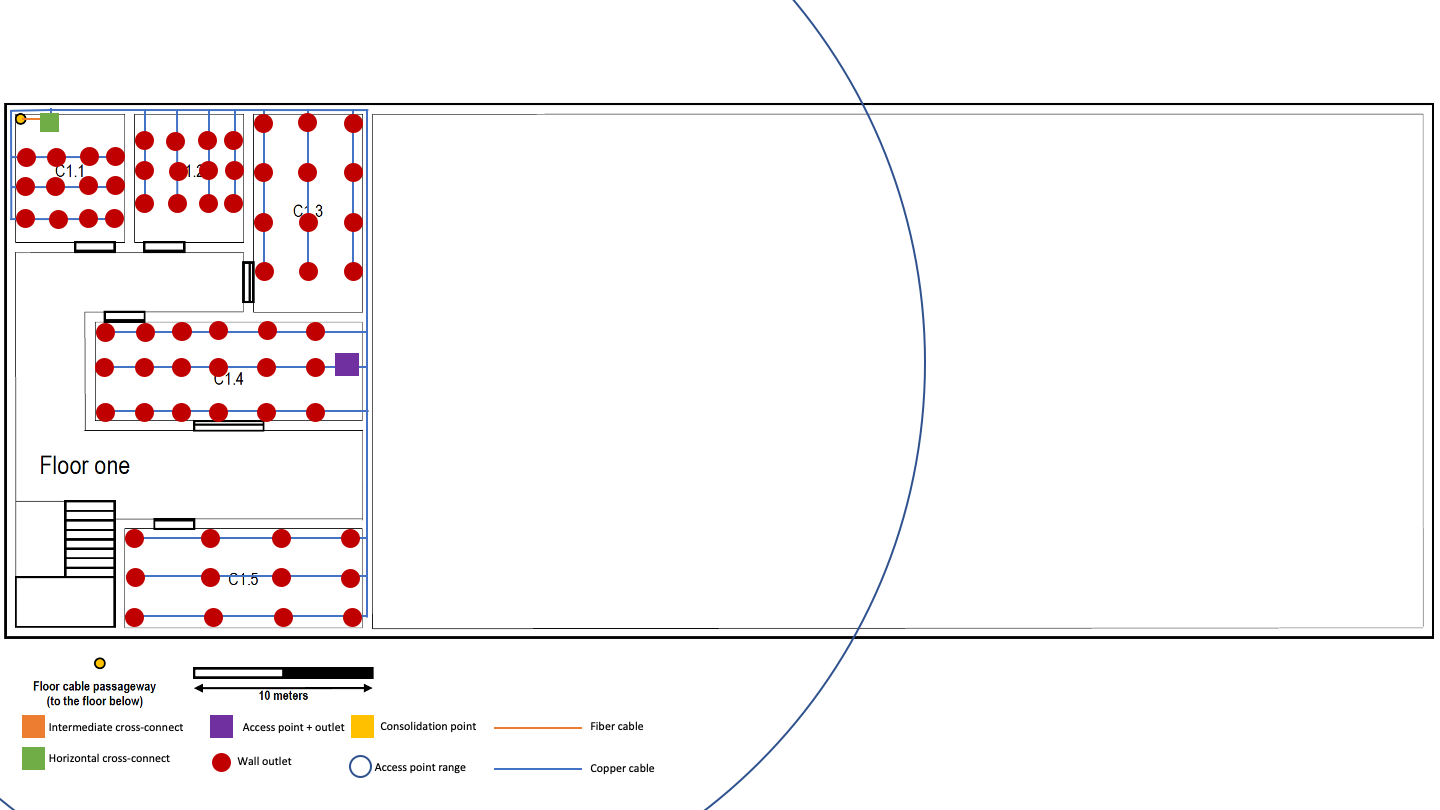 C1.1
1.2
C1.3
C1.4
Floor one
C1.5
Floor cable passageway
(to the floor below)
10 meters
Intermediate cross-connect
Access point + outlet
Consolidation point
Fiber cable
Horizontal cross-connect
Wall outlet
Access point range
Copper cable